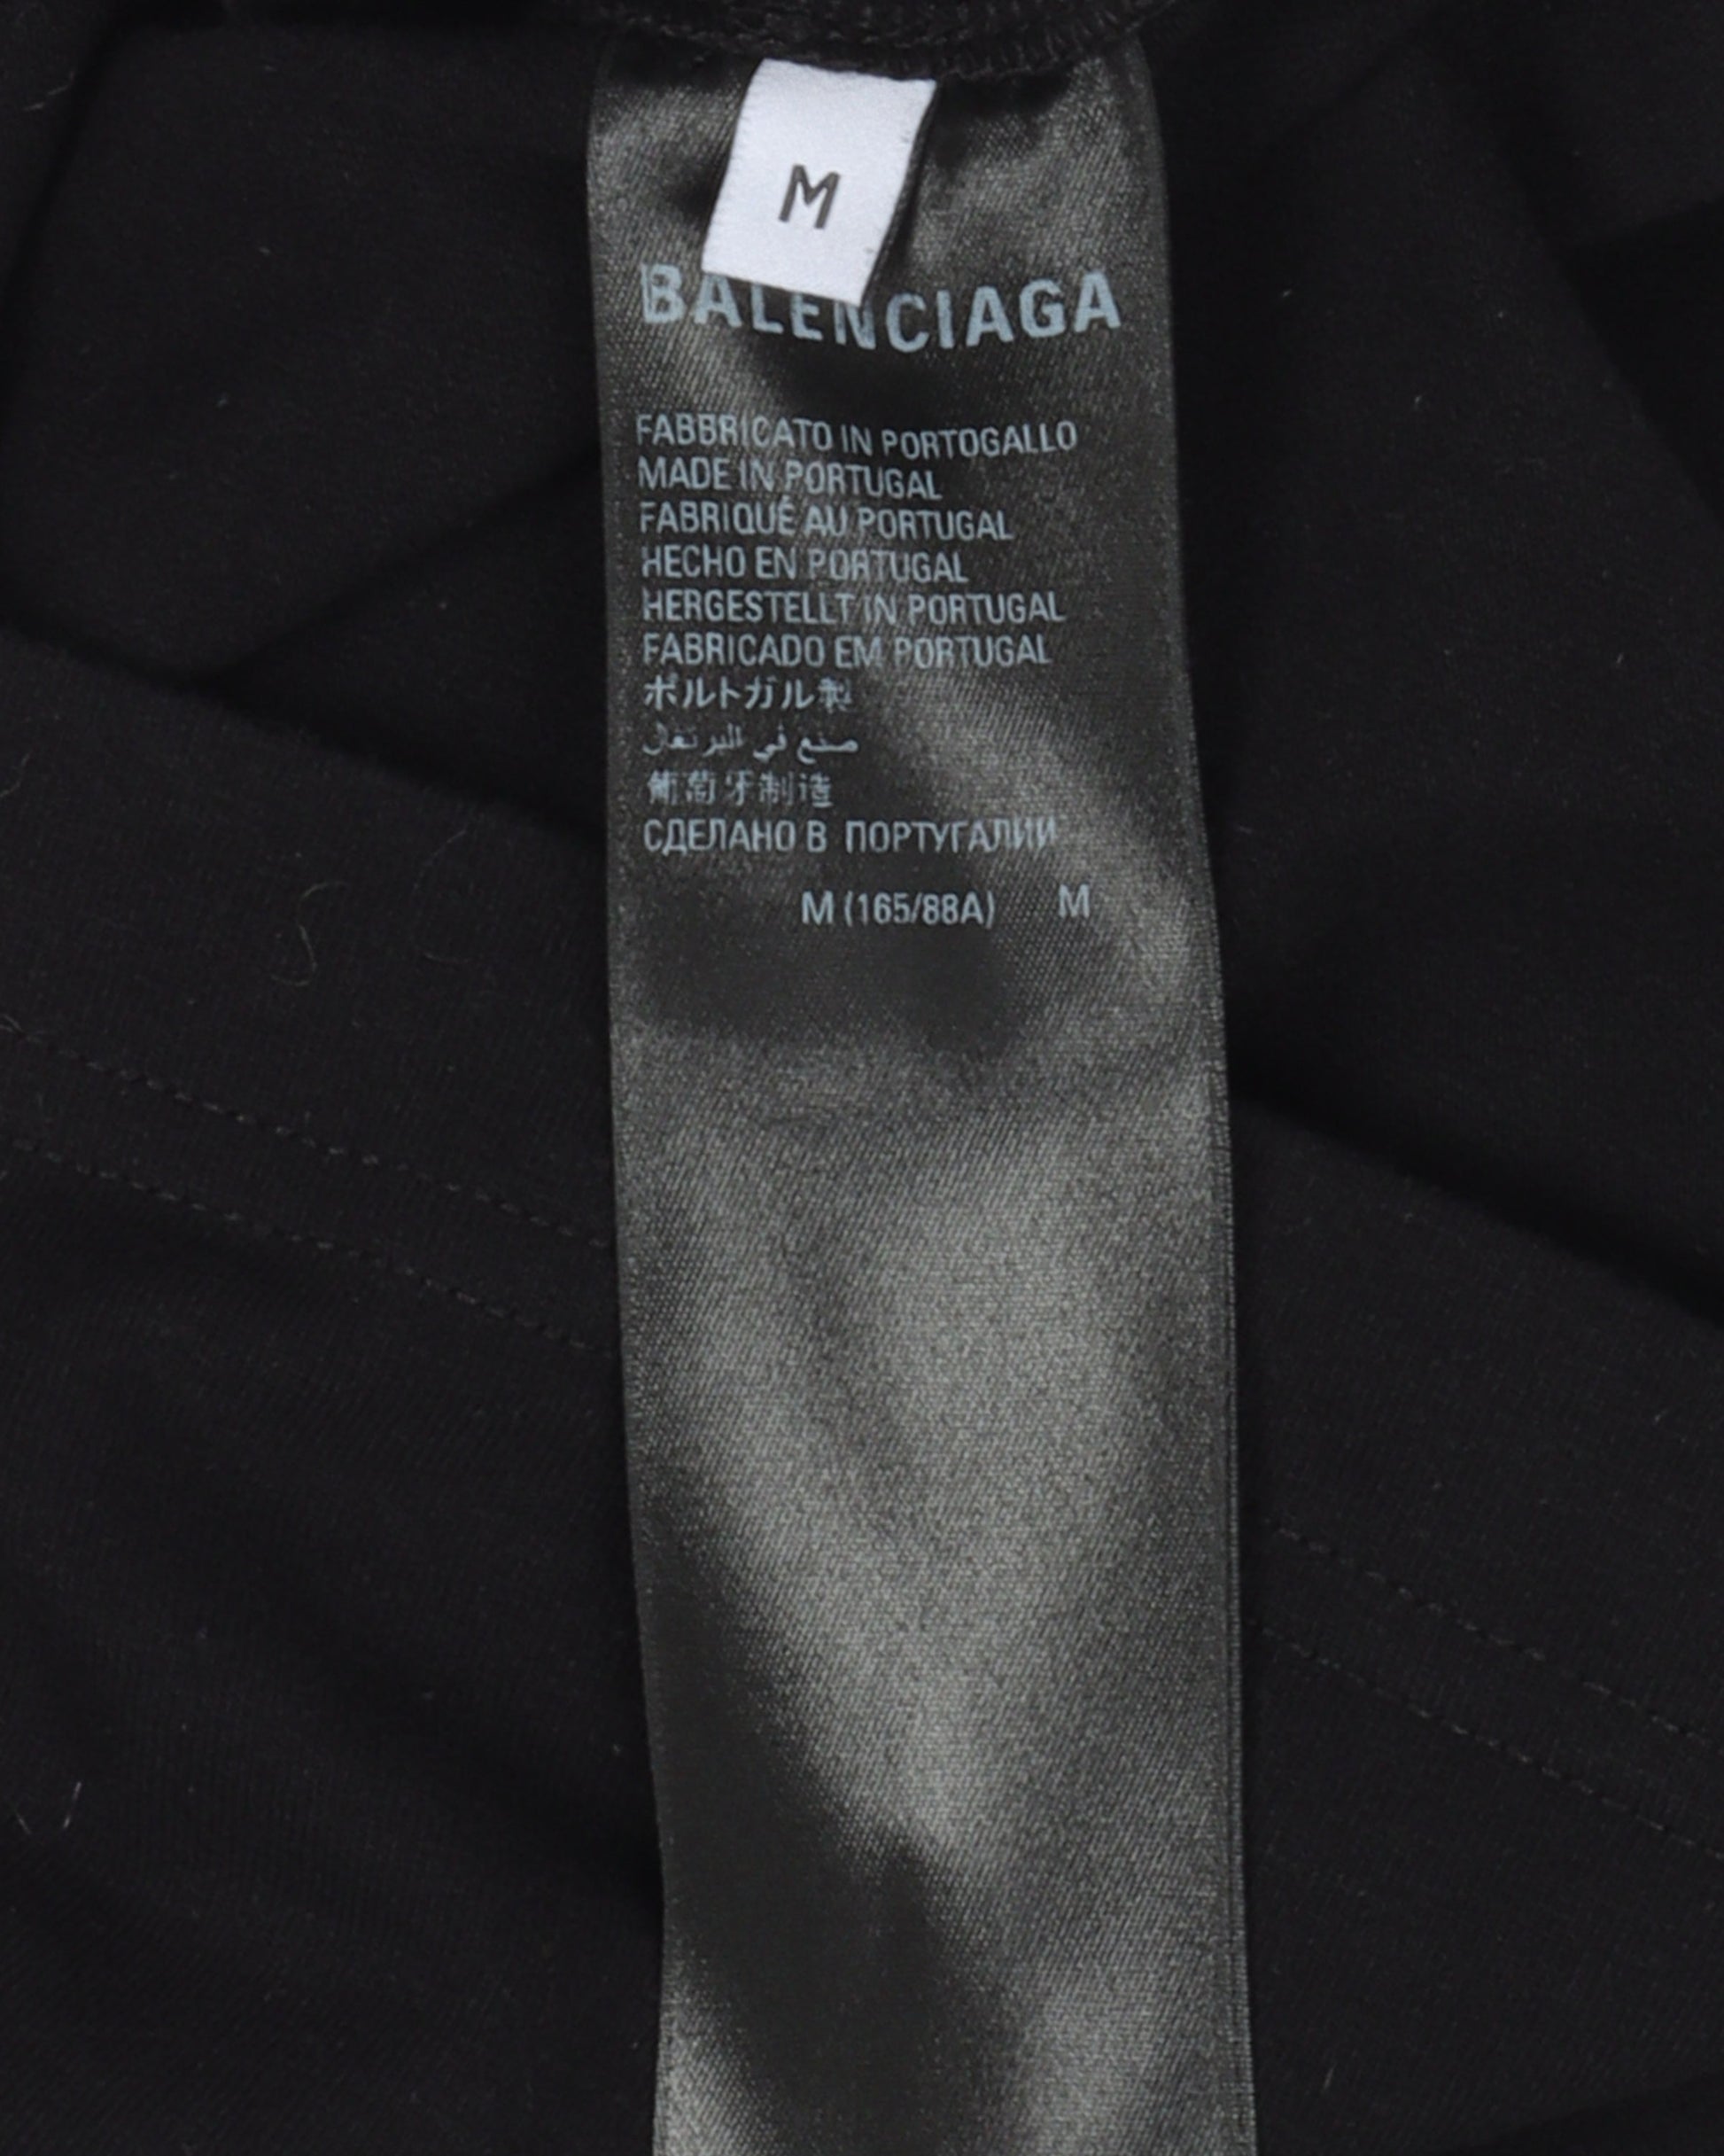 M
BALENCIAGA
FABBRICATO IN PORTOGALLO
MADE IN PORTUGAL
FABRIQUÉ AU PORTUGAL
HECHO EN PORTUGAL
HERGESTELLT IN PORTUGAL
FABRICADO EM PORTUGAL
ポルトガル製
صنع في البرتغال
葡萄牙制造
СДЕЛАНО В ПОРТУГАЛИИ
M (165/88A) M